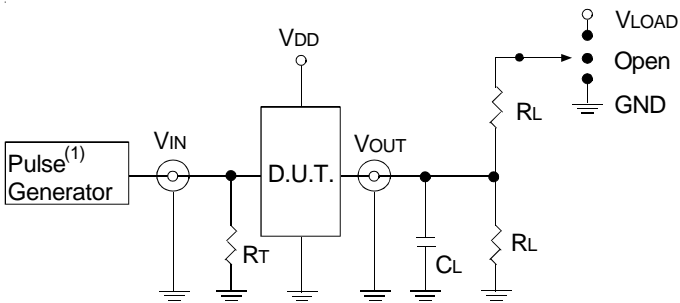 VLOAD
VDD
Open
RL
GND
VIN
VOUT
Pulse(1)
Generator
D.U.T.
RT
CL
RL